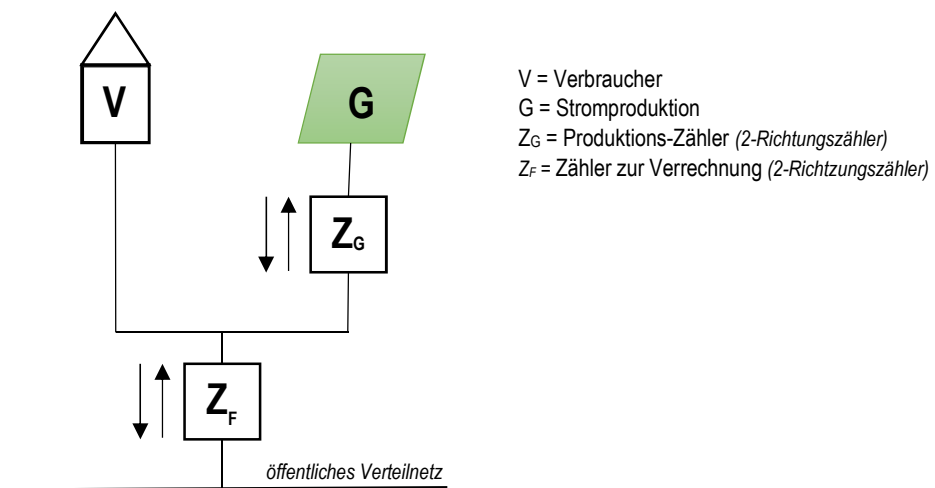 V
G
V = Verbraucher
G = Stromproduktion
ZG = Produktions-Zähler (2-Richtungszähler)
ZF = Zähler zur Verrechnung (2-Richtzungszähler)
ZG
ZF
öffentliches Verteilnetz